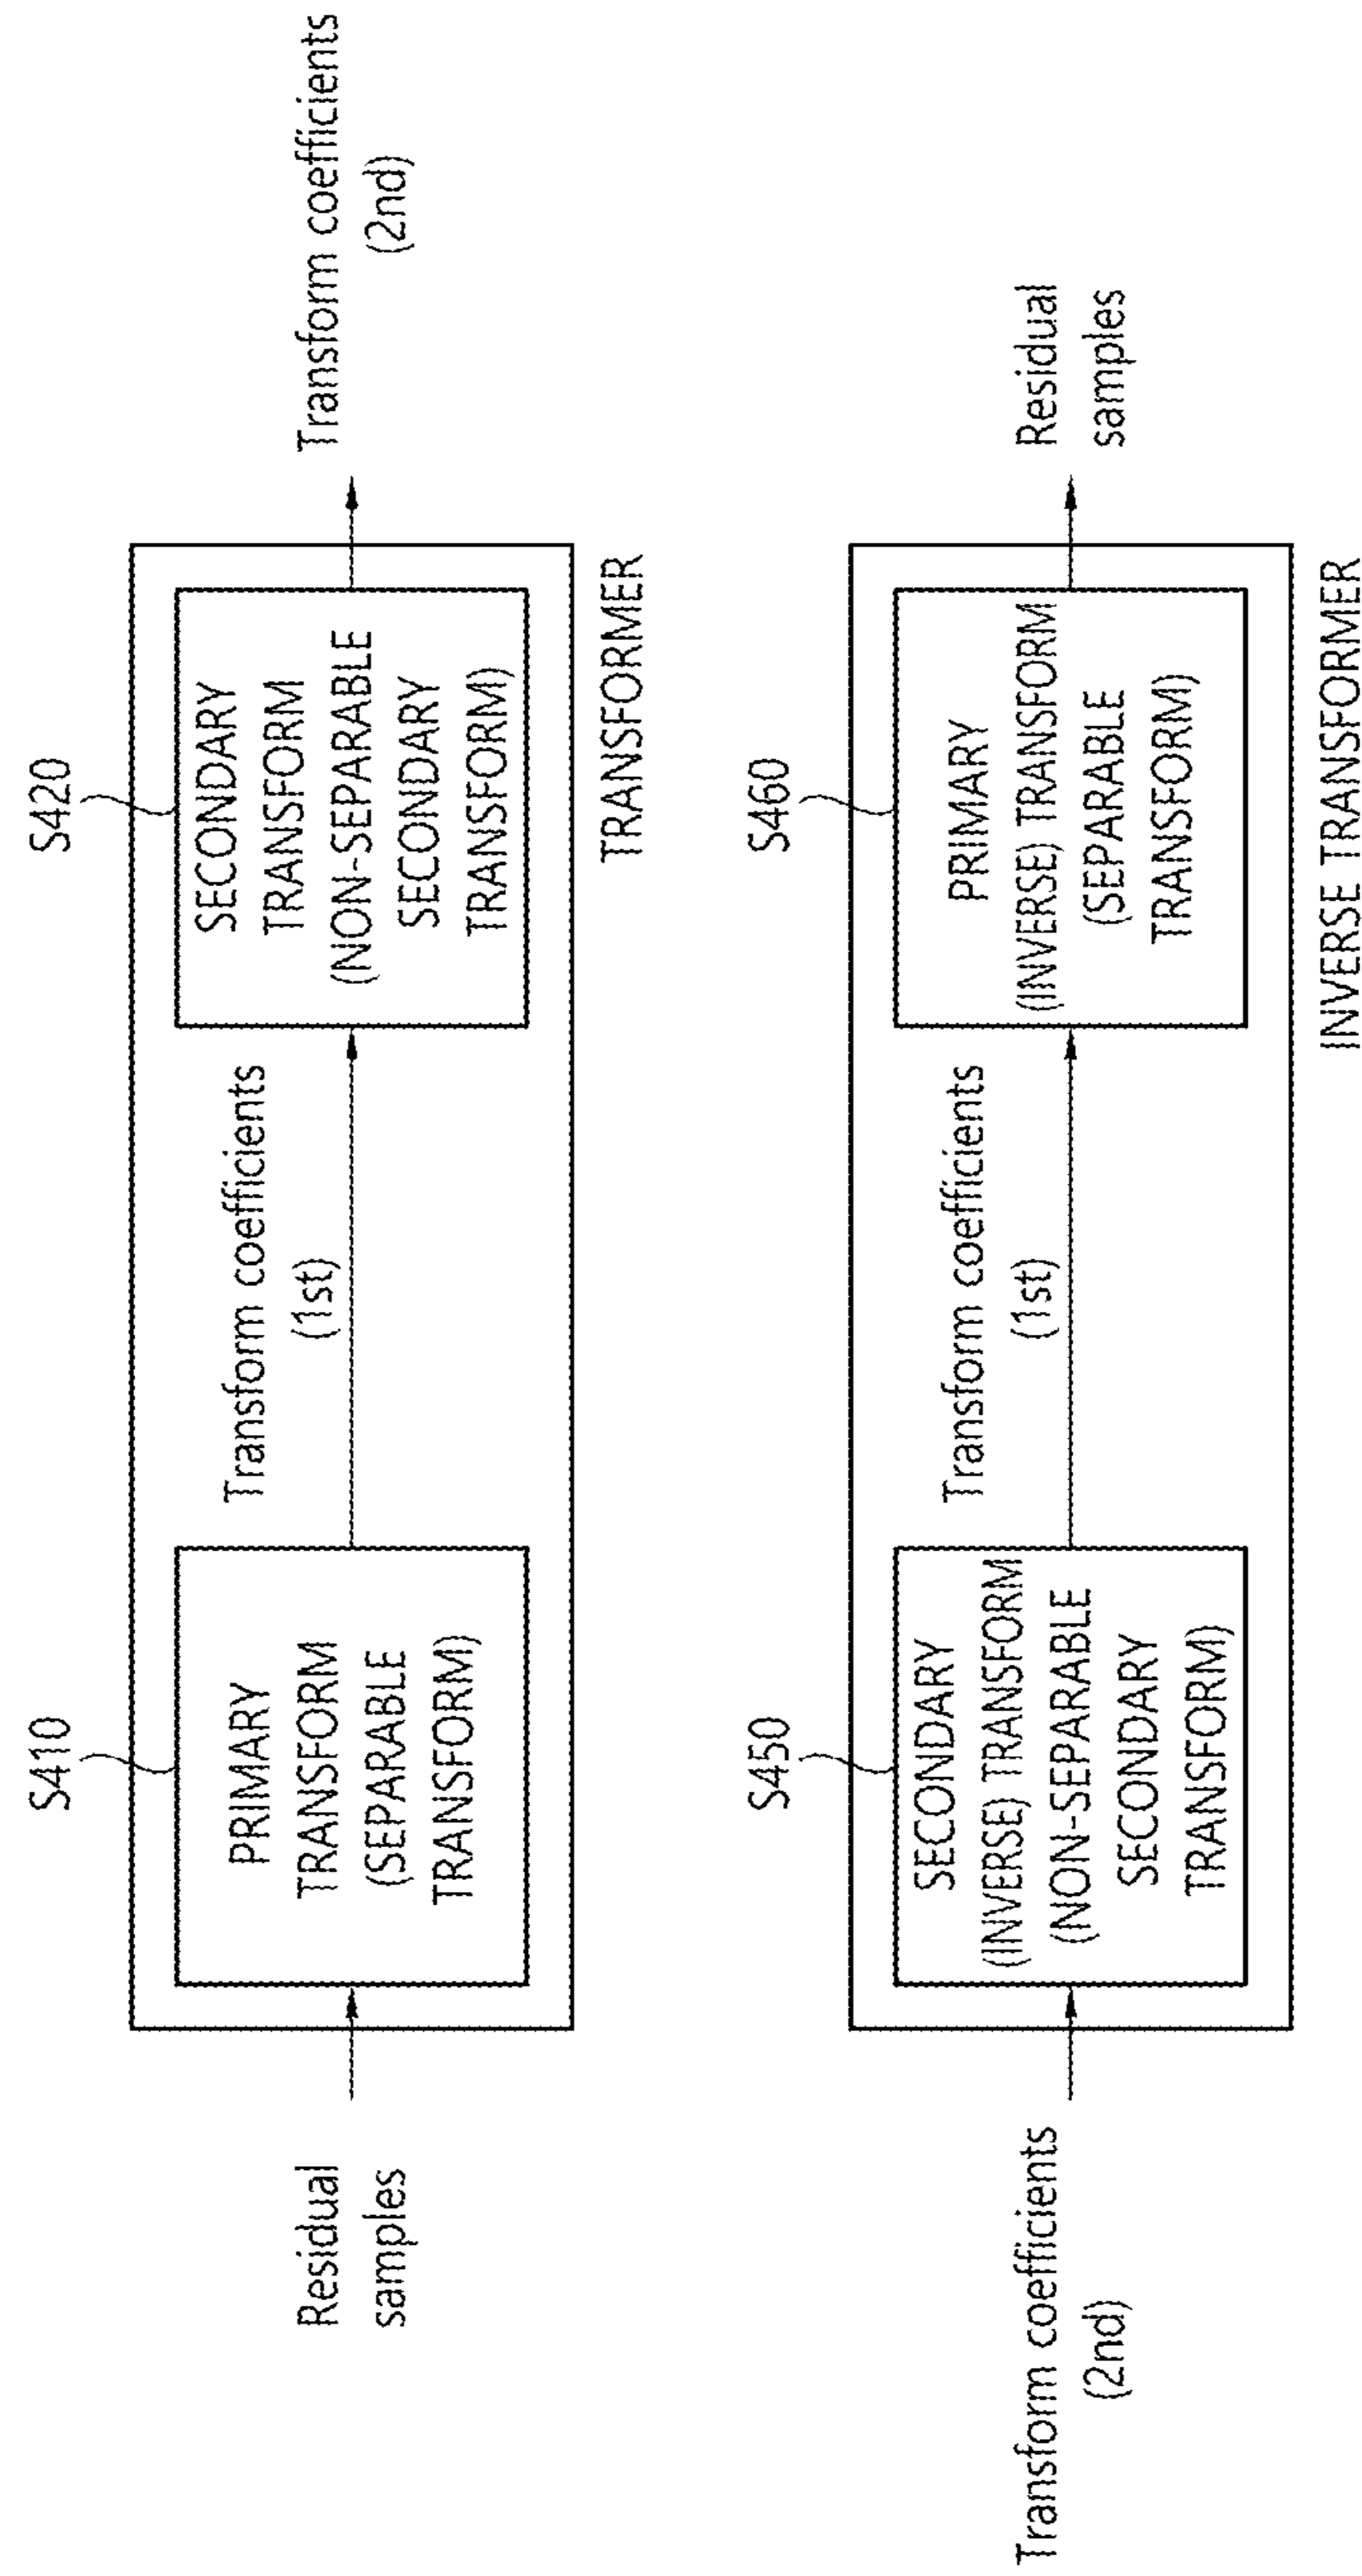 S410
S420
Residual
samples
PRIMARY
TRANSFORM
(SEPARABLE
TRANSFORM)
Transform coefficients
(1st)
SECONDARY
TRANSFORM
(NON-SEPARABLE
SECONDARY
TRANSFORM)
Transform coefficients
(2nd)
TRANSFORMER
S450
S460
Transform coefficients
(2nd)
SECONDARY
(INVERSE) TRANSFORM
(NON-SEPARABLE
SECONDARY
TRANSFORM)
Transform coefficients
(1st)
PRIMARY
(INVERSE) TRANSFORM
(SEPARABLE
TRANSFORM)
Residual
samples
INVERSE TRANSFORMER